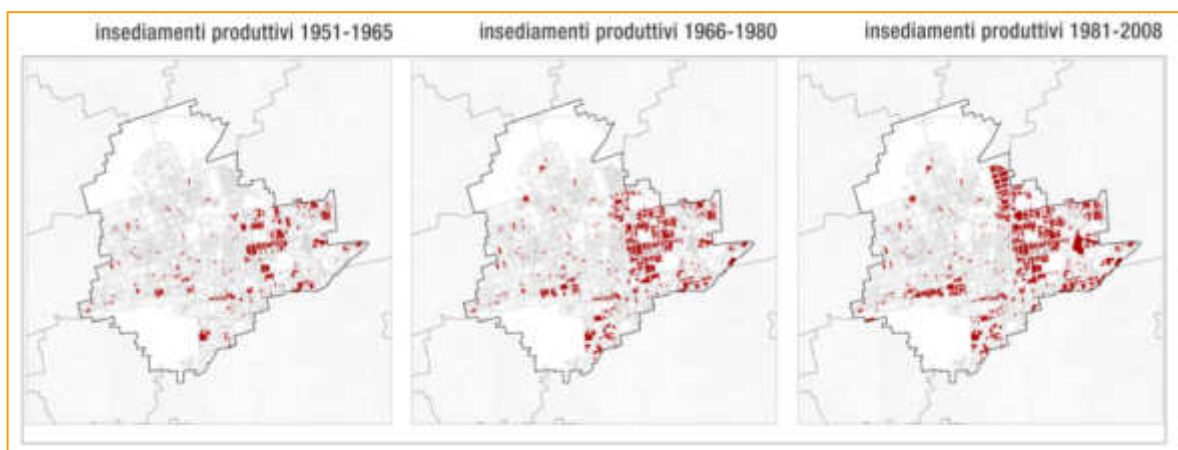 insediamenti produttivi 1951-1965
insediamenti produttivi 1966-1980
insediamenti produttivi 1981-2008